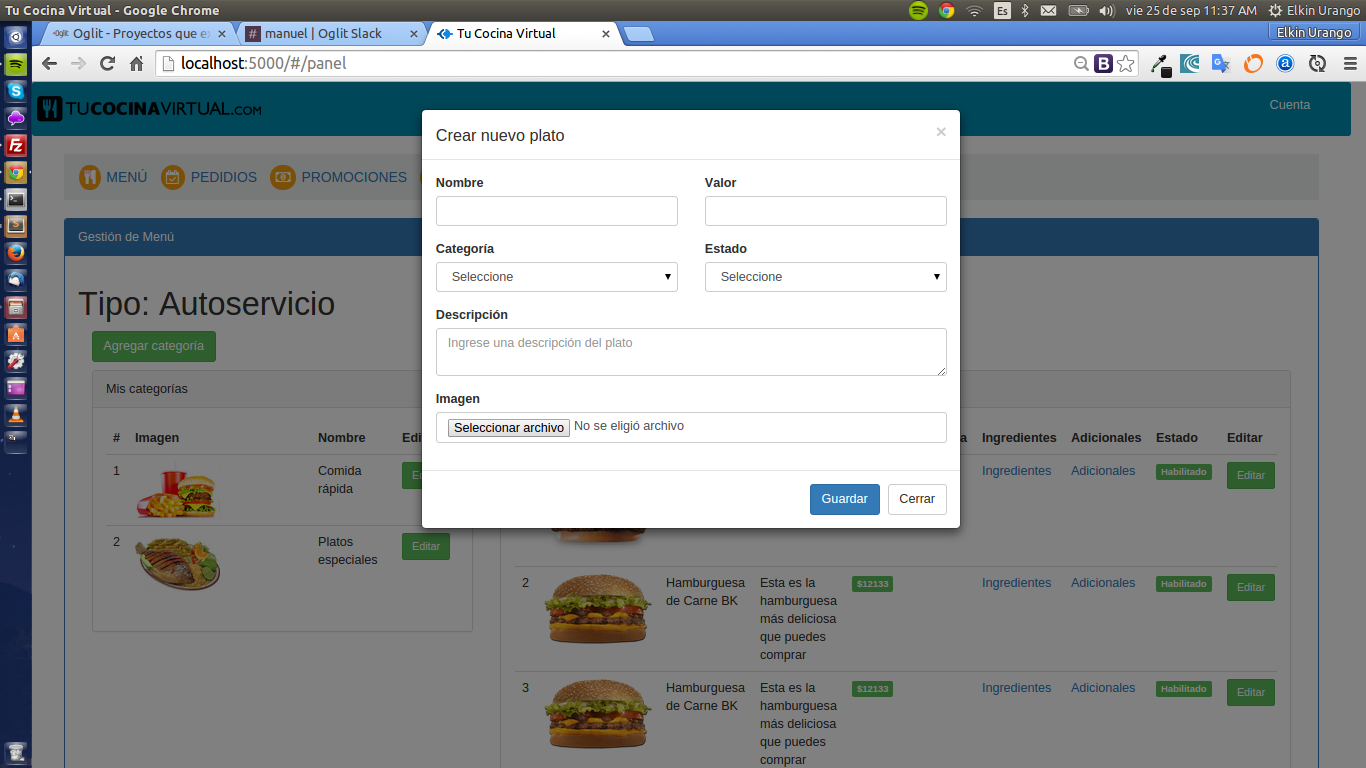 Tu Cocina Virtual - Google Chrome
Es
vie 25 de sep 11:37 AM
Elkin Urango
Oglit - Proyectos que e
manuel | Oglit Slack
Tu Cocina Virtual
Elkin Urango
localhost:5000/#/panel
TUCOCINAVIRTUAL.COM
Cuenta
MENÚ
PEDIDIOS
PROMOCIONES
Gestión de Menú
Tipo: Autoservicio
Agregar categoría
Mis categorías
# Imagen Nombre Edi
1 Comida
rápida
E
2 Platos
especiales
Editar
Crear nuevo plato
×
Nombre Valor
Categoría Estado
Seleccione Seleccione
Descripción
Ingrese una descripción del plato
Imagen
Seleccionar archivo No se eligió archivo
Guardar Cerrar
a Ingredientes Adicionales Estado Editar
Ingredientes Adicionales Habilitado Editar
2 Hamburguesa
de Carne BK
Esta es la
hamburguesa
más deliciosa
que puedes
comprar
$12133 Ingredientes Adicionales Habilitado Editar
3 Hamburguesa
de Carne BK
Esta es la
hamburguesa
más deliciosa
que puedes
comprar
$12133 Ingredientes Adicionales Habilitado Editar